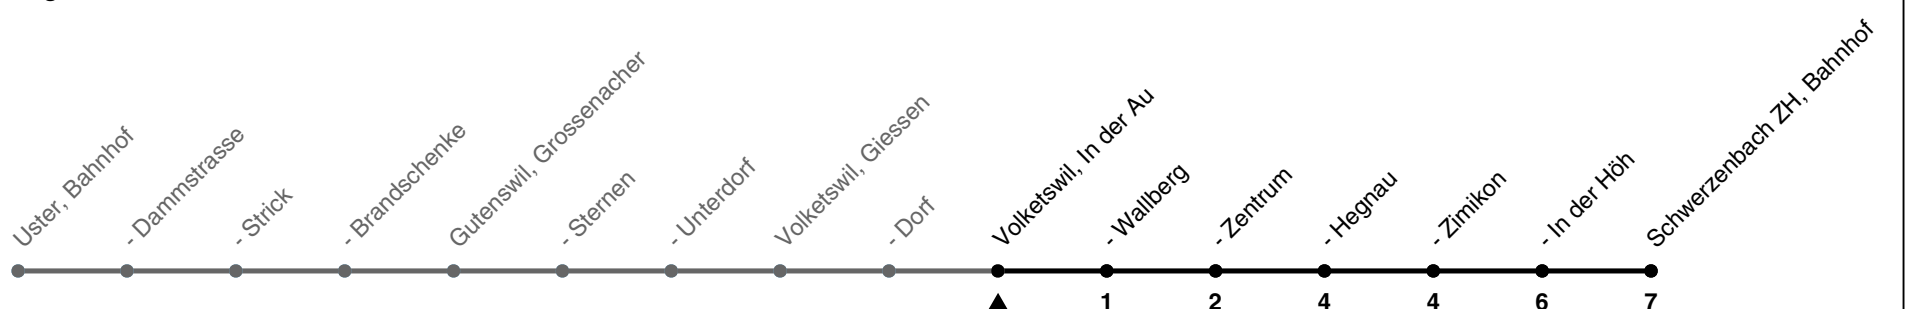 Uster, Bahnhof
- Dammstrasse
- Strick
- Brandschenke
Gutenswil, Grossenacher
- Sternen
- Unterdorf
Volketswil, Giessen
- Dorf
Volketswil, In der Au
- Wallberg
- Zentrum
- Hegnau
- Zimikon
- In der Höh
Schwerzenbach ZH, Bahnhof
1 2 4 4 6 7